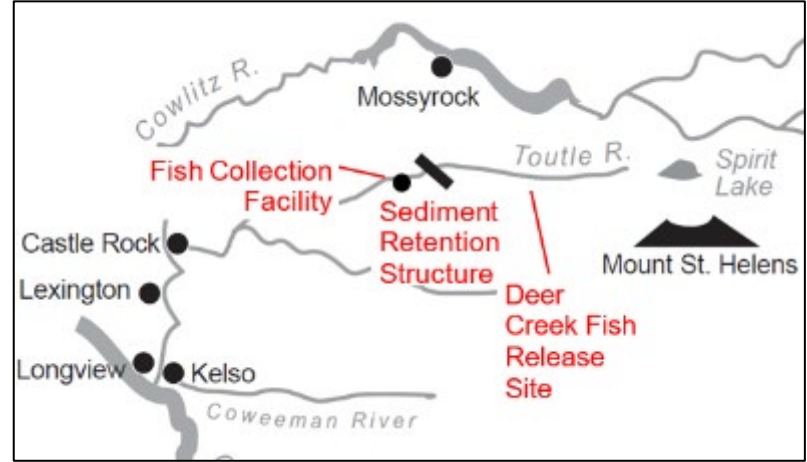 Cowlitz R.
Mossyrock
Toutle R.
Spirit
Lake
Fish Collection
Facility
Sediment
Retention
Structure
Castle Rock
Mount St. Helens
Lexington
Deer
Creek Fish
Release
Site
Longview
Kelso
Coweeman River